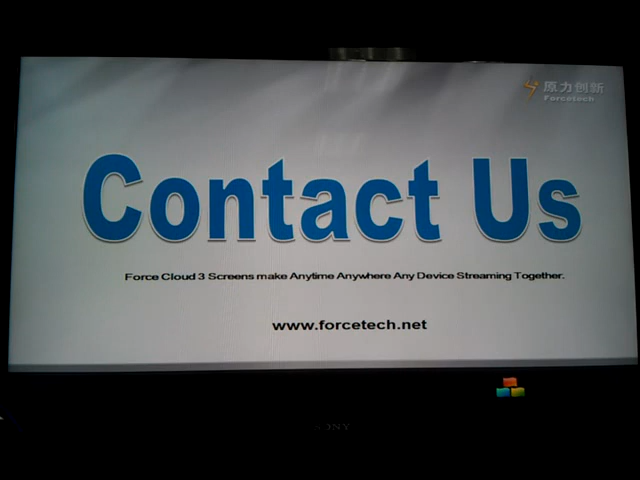 原力创新
Forcetech
Contact Us
Force Cloud 3 Screens make Anytime Anywhere Any Device Streaming Together.
www.forcetech.net
SONY